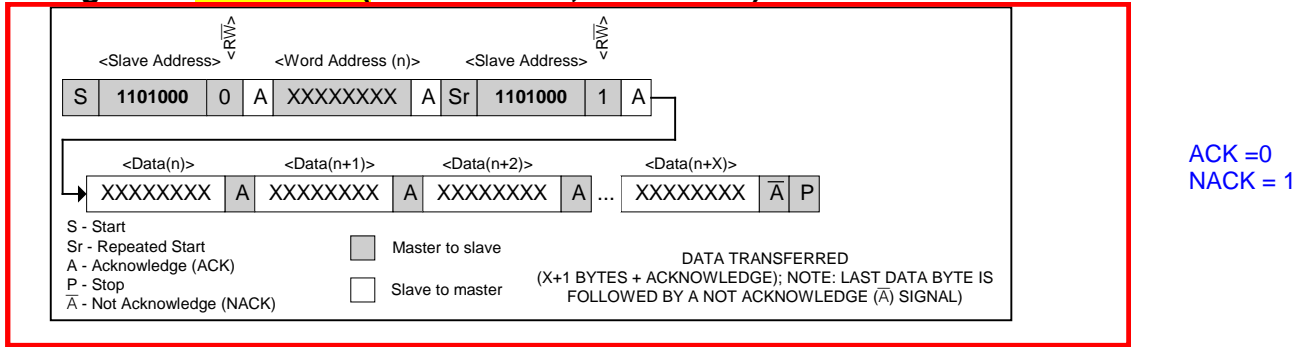 <R/W̅> <R/W̅>
<Slave Address> <Word Address (n)> <Slave Address>
S 1101000 0 A XXXXXXXX A Sr 1101000 1 A
<Data(n)> <Data(n+1)> <Data(n+2)> <Data(n+X)>
XXXXXXXX A XXXXXXXX A XXXXXXXX A ... XXXXXXXX A̅ P
ACK =0
NACK = 1
S - Start
Sr - Repeated Start
A - Acknowledge (ACK)
P - Stop
A̅ - Not Acknowledge (NACK)
Master to slave
Slave to master
DATA TRANSFERRED
(X+1 BYTES + ACKNOWLEDGE); NOTE: LAST DATA BYTE IS
FOLLOWED BY A NOT ACKNOWLEDGE (A̅) SIGNAL)